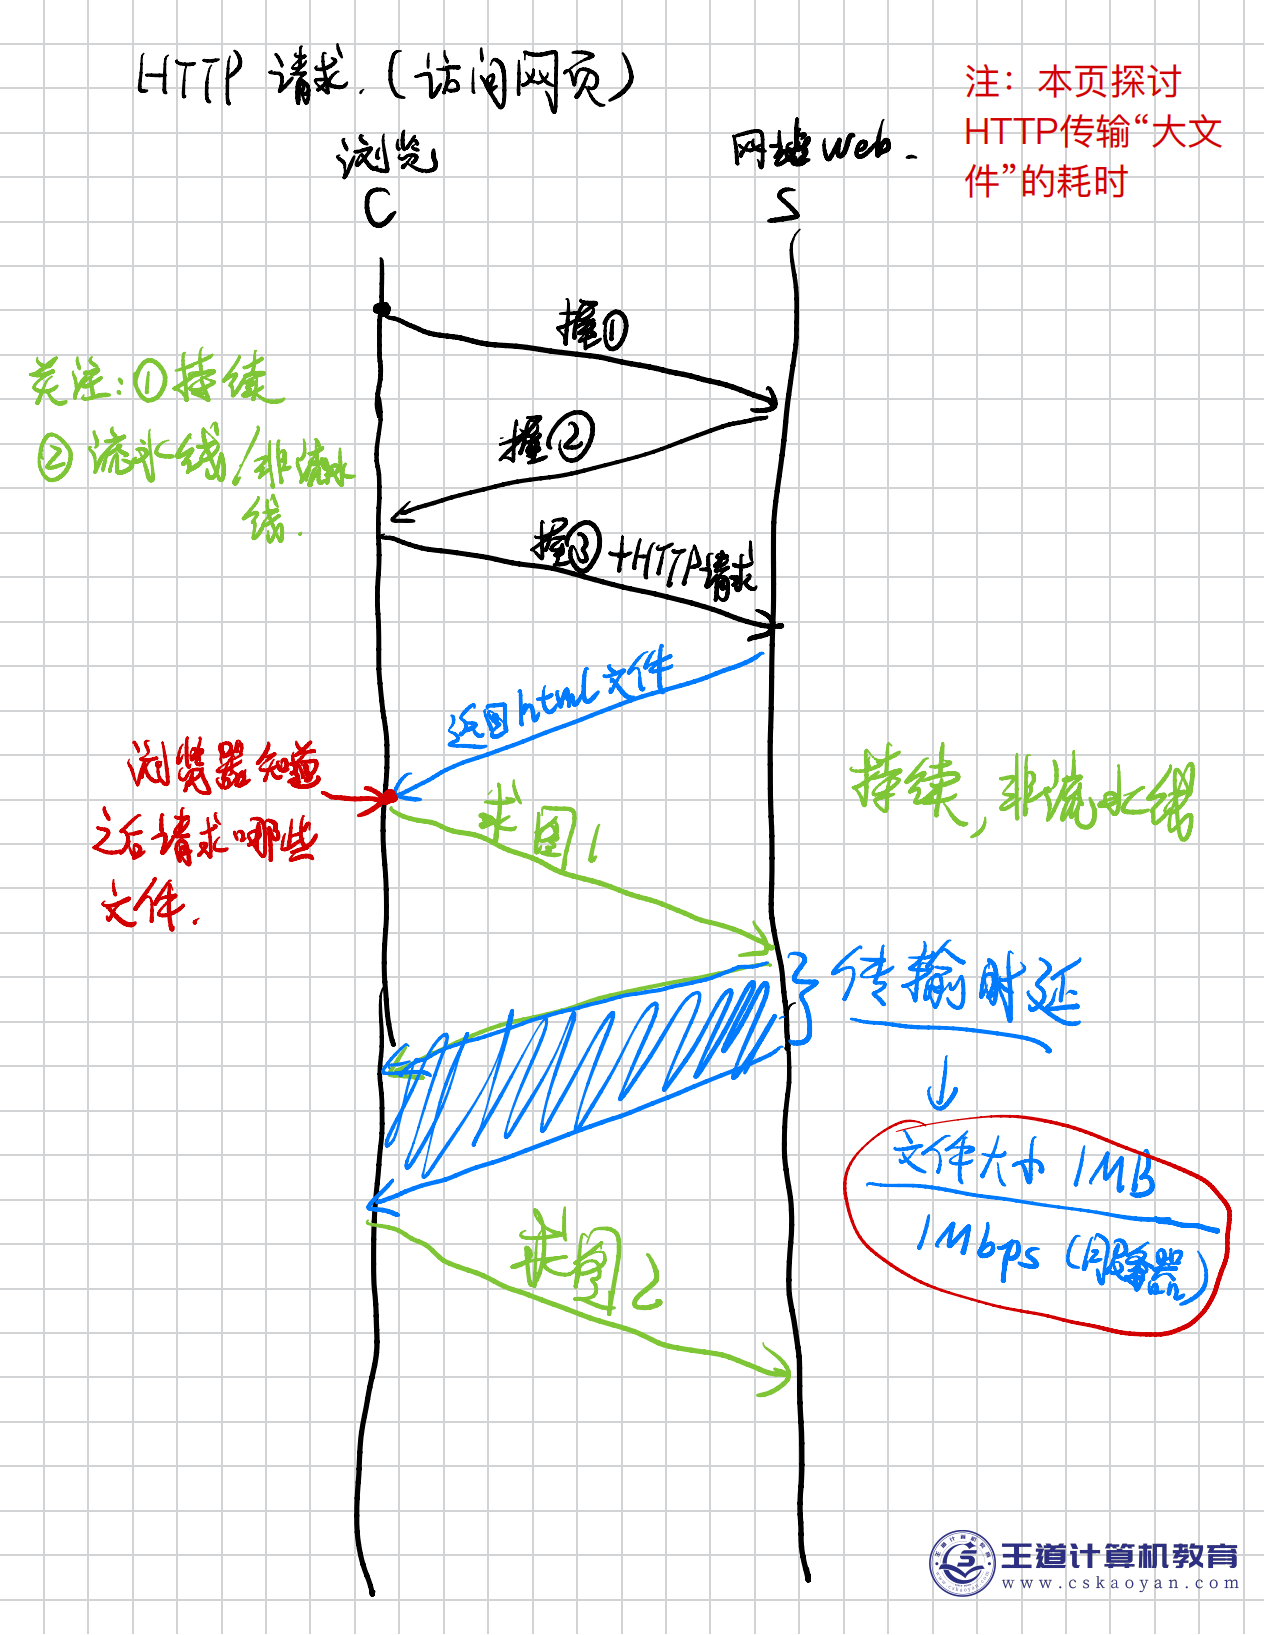 HTTP 请求.(访问网页)
注：本页探讨
HTTP传输“大文
件”的耗时
浏览
C
网站Web.
S
握①
关注:①持续
②流水线/非流水
线.
握②
握③+HTTP请求
返回html文件
浏览器知道
之后请求哪些
文件.
求图1
持续,非流水线
传输时延
文件大小 1MB
1Mbps(服务器)
求图2
王道计算机教育
www.cskaoyan.com